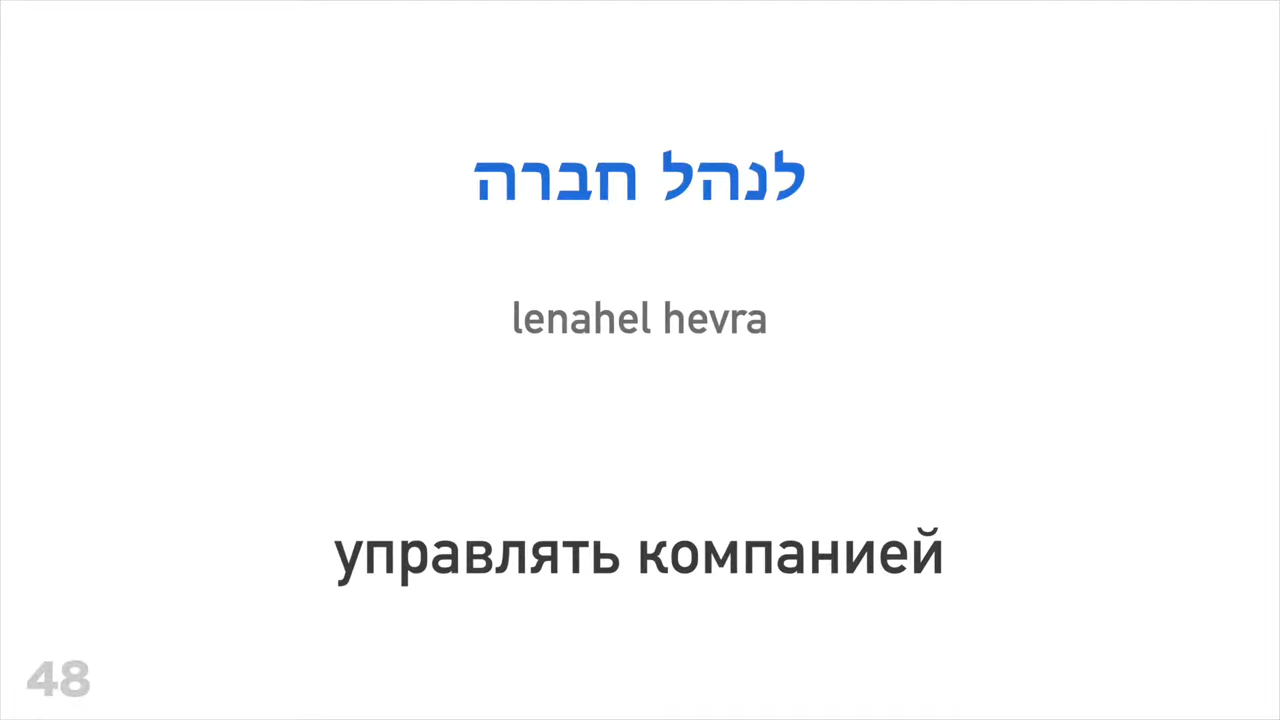 לנהל חברה
lenahel hevra
управлять компанией
48